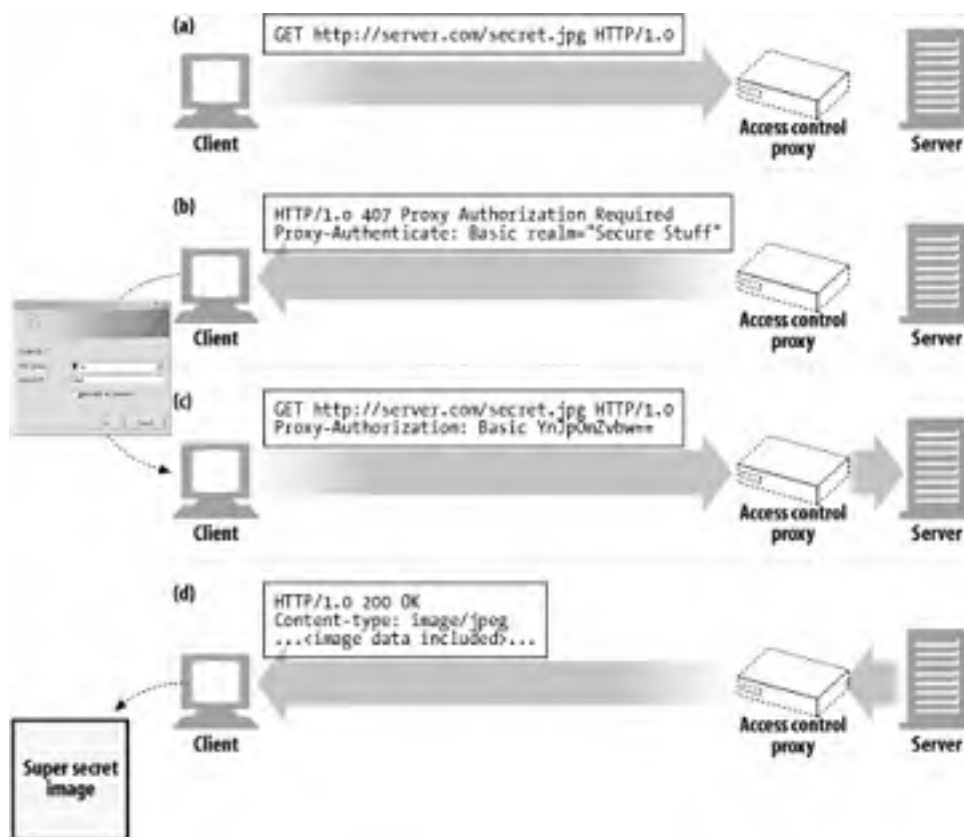 (a)
GET http://server.com/secret.jpg HTTP/1.0
Client
Access control
proxy
Server
(b)
HTTP/1.0 407 Proxy Authorization Required
Proxy-Authenticate: Basic realm="Secure Stuff"
Client
Access control
proxy
Server
(c)
GET http://server.com/secret.jpg HTTP/1.0
Proxy-Authorization: Basic YnJpOmZvbw==
Client
Access control
proxy
Server
(d)
HTTP/1.0 200 OK
Content-type: image/jpeg
...<image data included>...
Client
Access control
proxy
Server
Super secret
image